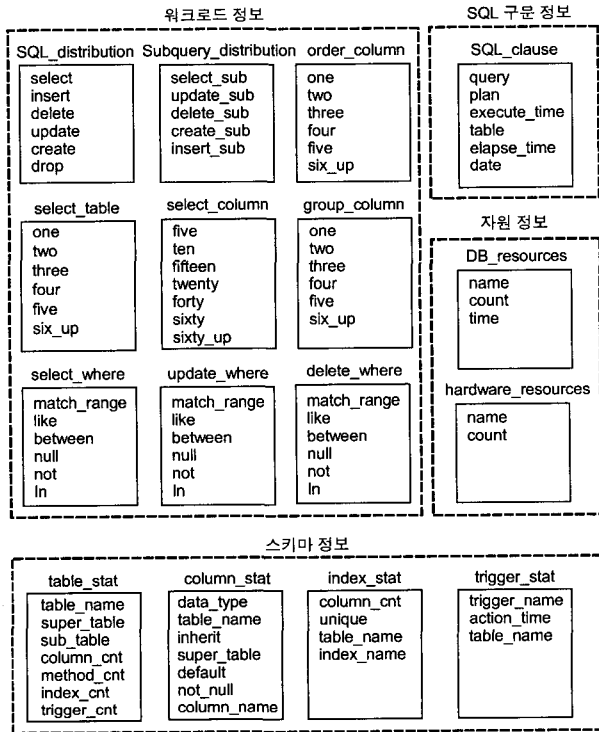 워크로드 정보
SQL_distribution
select
insert
delete
update
create
drop
Subquery_distribution
select_sub
update_sub
delete_sub
create_sub
insert_sub
order_column
one
two
three
four
five
six_up
select_table
one
two
three
four
five
six_up
select_column
five
ten
fifteen
twenty
forty
sixty
sixty_up
group_column
one
two
three
four
five
six_up
select_where
match_range
like
between
null
not
In
update_where
match_range
like
between
null
not
In
delete_where
match_range
like
between
null
not
In
SQL 구문 정보
SQL_clause
query
plan
execute_time
table
elapse_time
date
자원 정보
DB_resources
name
count
time
hardware_resources
name
count
스키마 정보
table_stat
table_name
super_table
sub_table
column_cnt
method_cnt
index_cnt
trigger_cnt
column_stat
data_type
table_name
inherit
super_table
default
not_null
column_name
index_stat
column_cnt
unique
table_name
index_name
trigger_stat
trigger_name
action_time
table_name